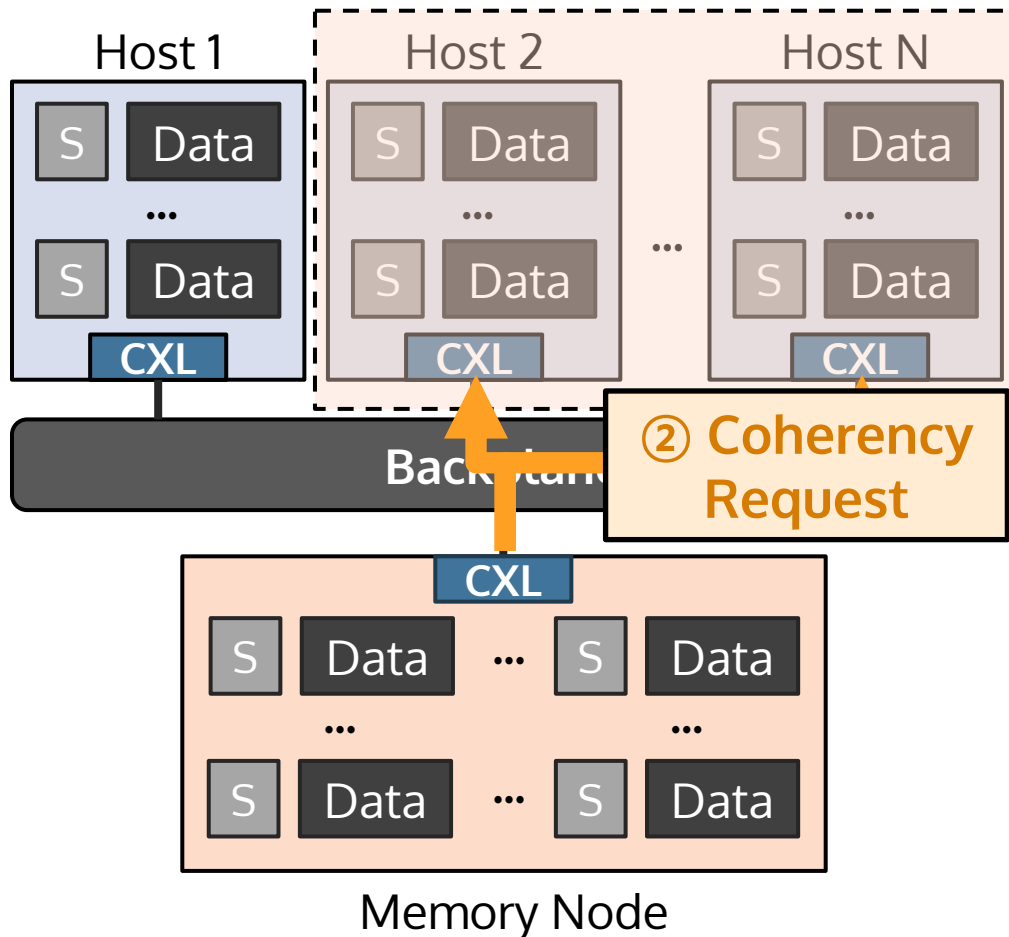 Host 1
Host 2
Host N
S Data
S Data
S Data
...
...
...
...
S Data
S Data
S Data
CXL
CXL
CXL
② Coherency
Request
CXL
S Data ... S Data
...
...
S Data ... S Data
Memory Node